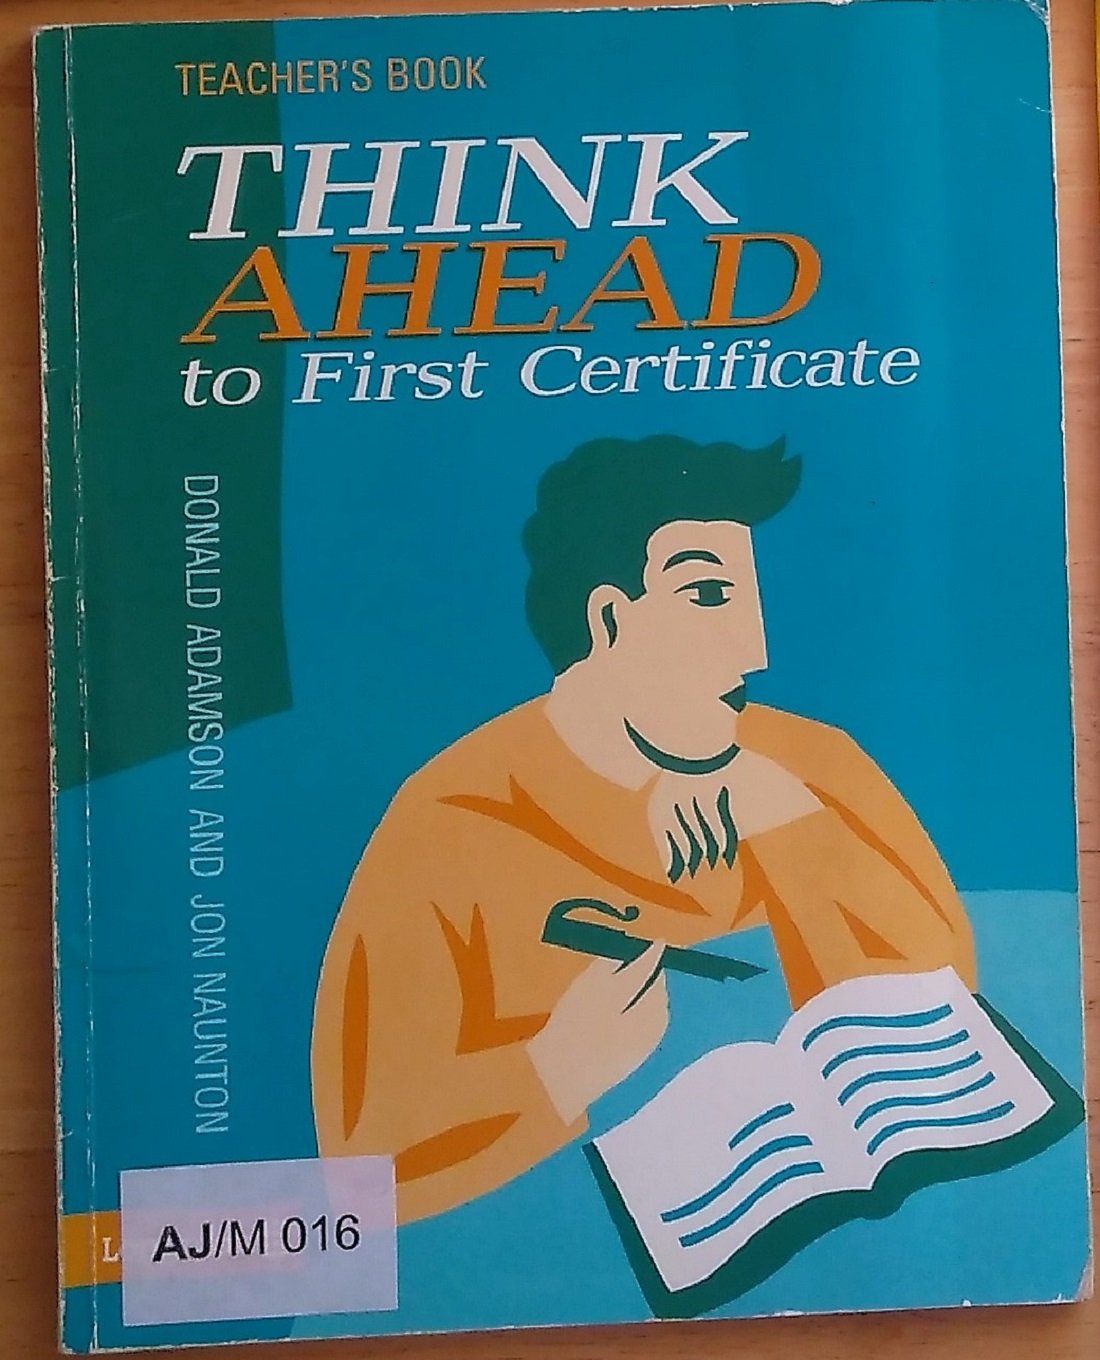 TEACHER'S BOOK
THINK
AHEAD
to First Certificate
DONALD ADAMSON AND JON NAUNTON
AJ/M 016